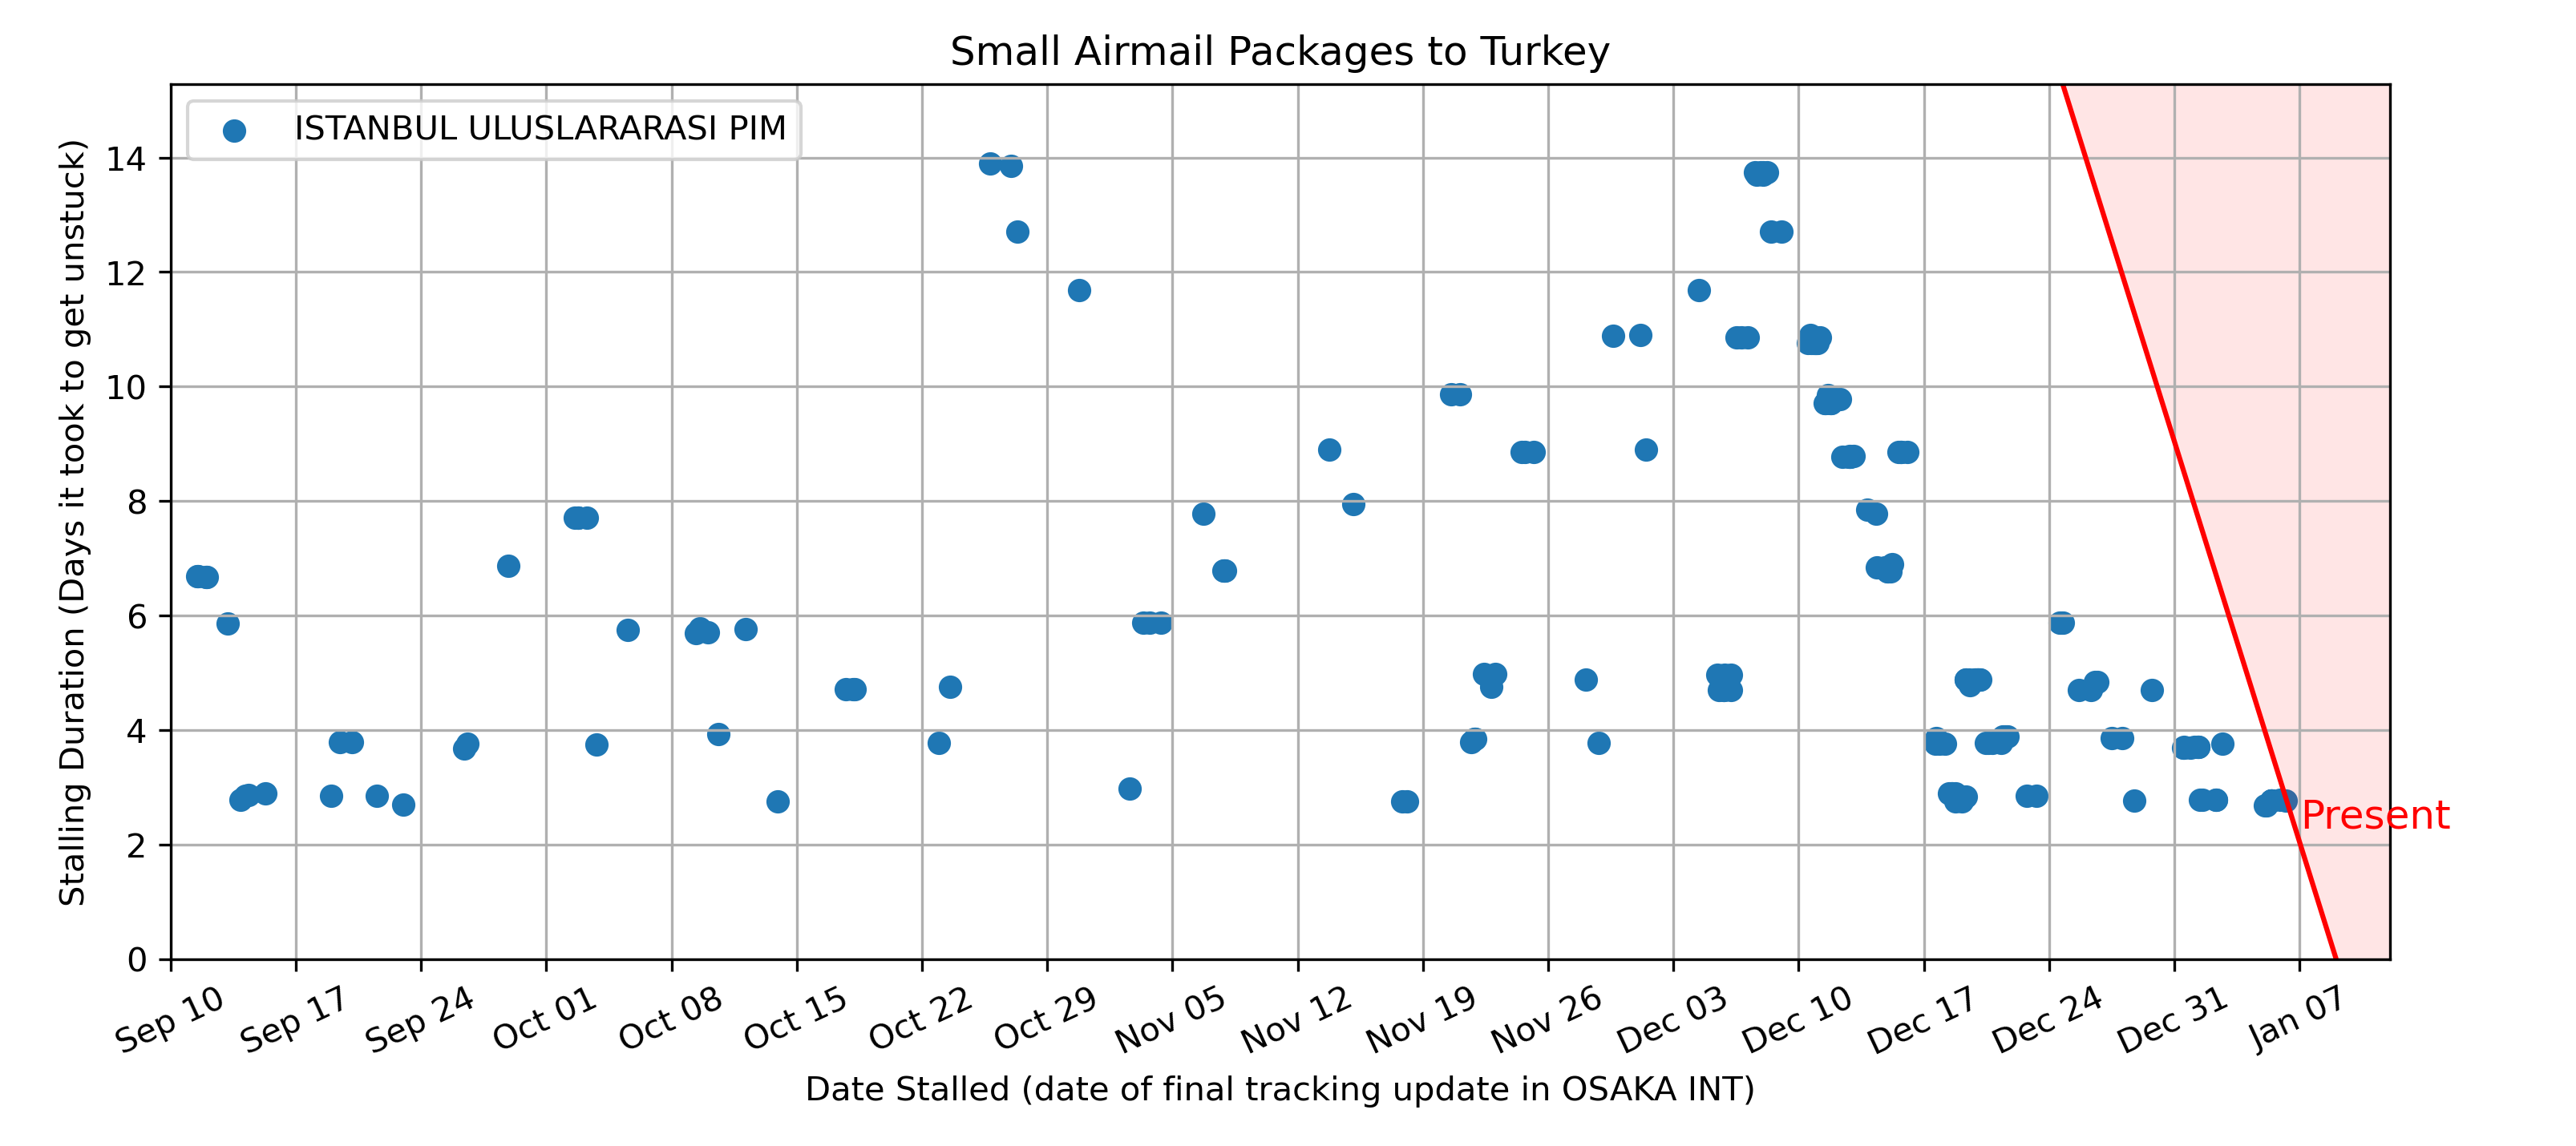 Small Airmail Packages to Turkey
ISTANBUL ULUSLARARASI PIM
Stalling Duration (Days it took to get unstuck)
14
12
10
8
6
4
2
0
Present
Sep 10
Sep 17
Sep 24
Oct 01
Oct 08
Oct 15
Oct 22
Oct 29
Nov 05
Nov 12
Nov 19
Nov 26
Dec 03
Dec 10
Dec 17
Dec 24
Dec 31
Jan 07
Date Stalled (date of final tracking update in OSAKA INT)